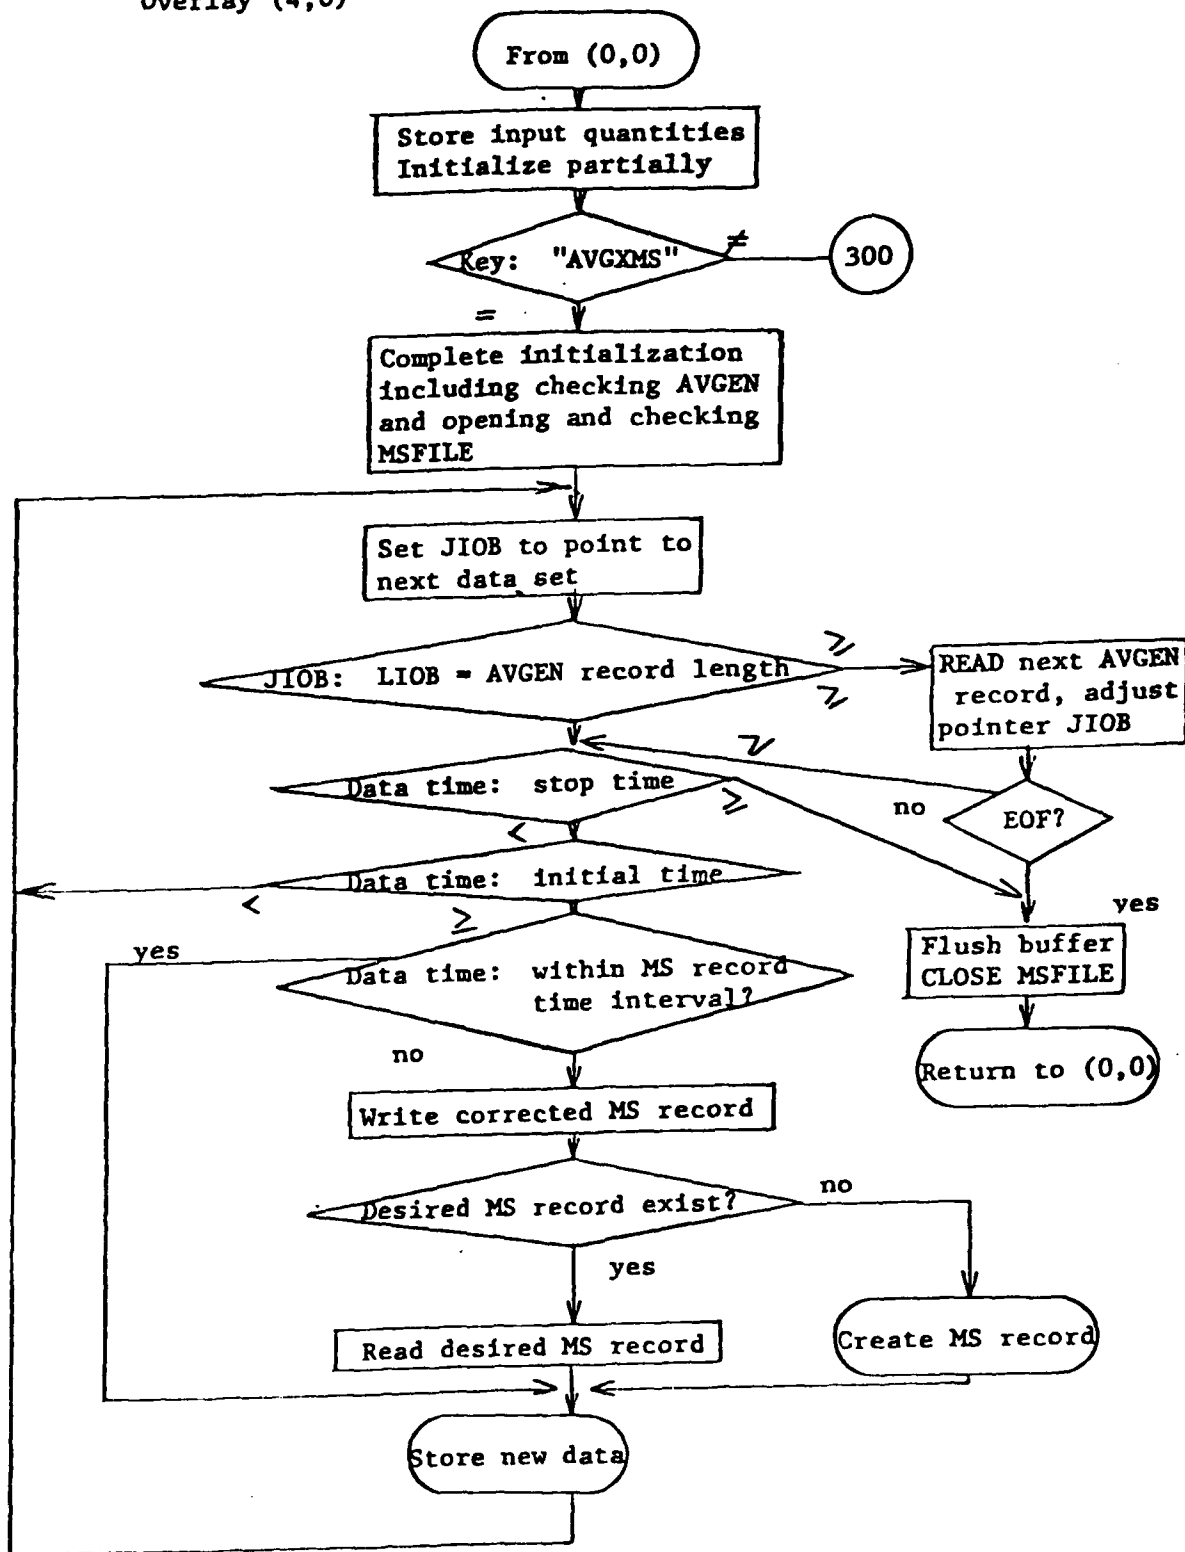 Overlay (4,0)
From (0,0)
Store input quantities
Initialize partially
Key: "AVGXMS"
≠
300
=
Complete initialization
including checking AVGEN
and opening and checking
MSFILE
Set JIOB to point to
next data set
JIOB: LIOB = AVGEN record length
≥
≥
READ next AVGEN
record, adjust
pointer JIOB
Data time: stop time
≥
<
no
EOF?
yes
Data time: initial time
<
≥
Flush buffer
CLOSE MSFILE
Return to (0,0)
yes
Data time: within MS record
time interval?
no
Write corrected MS record
Desired MS record exist?
no
yes
Read desired MS record
Create MS record
Store new data